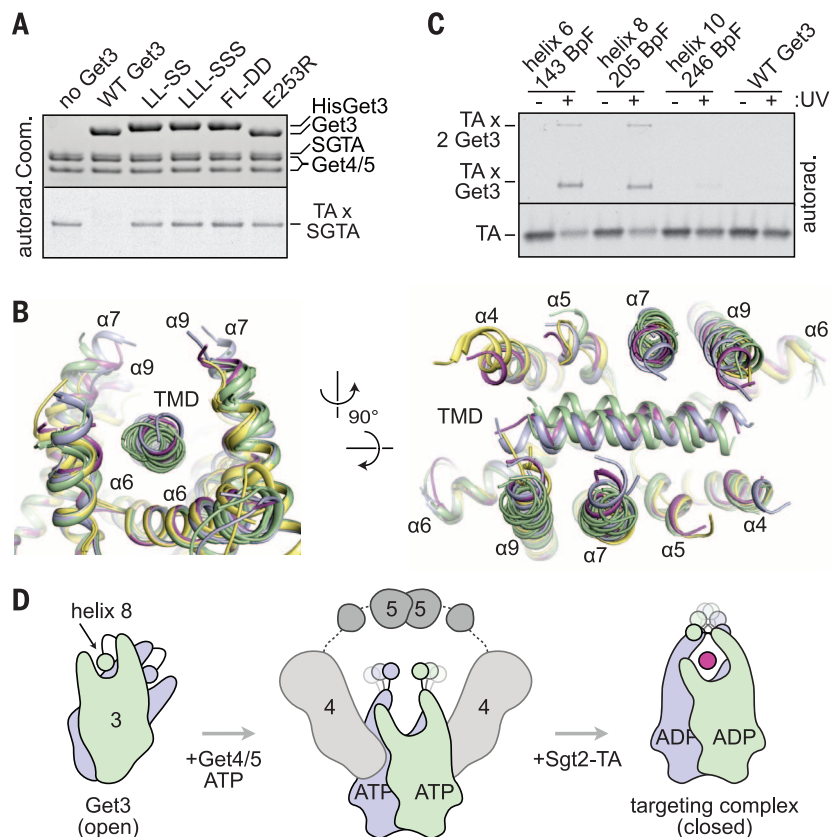 A
no Get3
WT Get3
LL-SS
LLL-SSS
FL-DD
E253R
HisGet3
Get3
SGTA
Get4/5
Coom.
autorad.
TA x
SGTA
C
helix 6
143 BpF
helix 8
205 BpF
helix 10
246 BpF
WT Get3
- + - + - + - + :UV
TA x
2 Get3
TA x
Get3
TA
autorad.
B
α7
α9
α7
α9
TMD
α6
α6
90°
α4
α5
α7
α9
α6
TMD
α6
α9
α7
α5
α4
D
helix 8
3
Get3
(open)
+Get4/5
ATP
5 5
4
4
ATP
ATP
+Sgt2-TA
ADP
ADP
targeting complex
(closed)